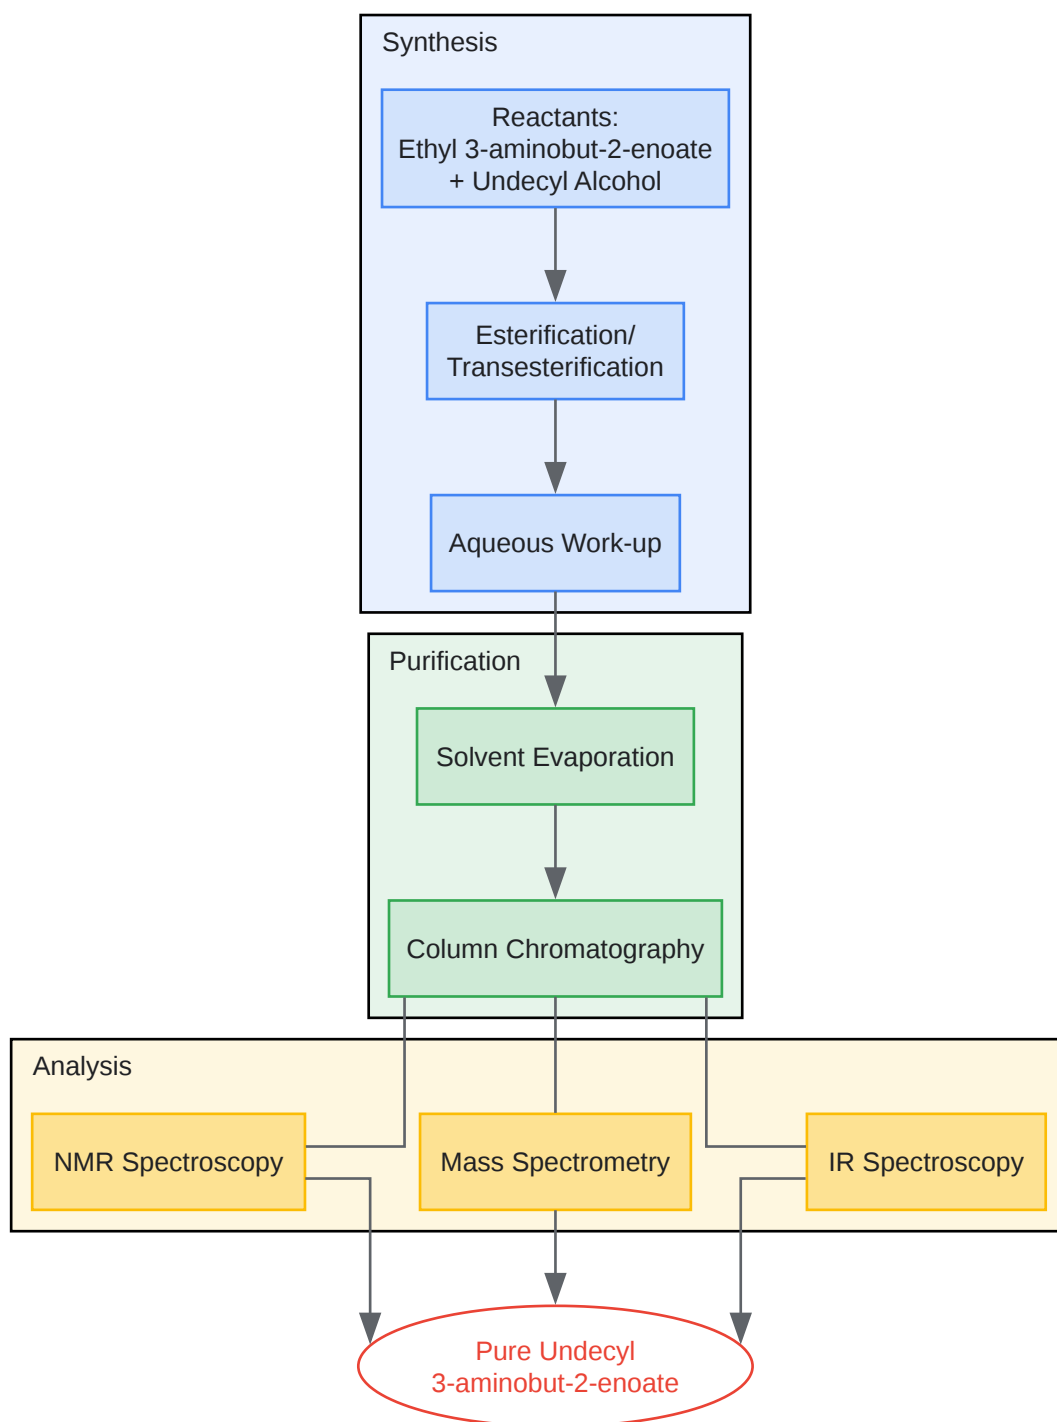 Synthesis
Reactants:
Ethyl 3-aminobut-2-enoate
+ Undecyl Alcohol
Esterification/
Transesterification
Aqueous Work-up
Purification
Solvent Evaporation
Column Chromatography
Analysis
NMR Spectroscopy
Mass Spectrometry
IR Spectroscopy
Pure Undecyl
3-aminobut-2-enoate